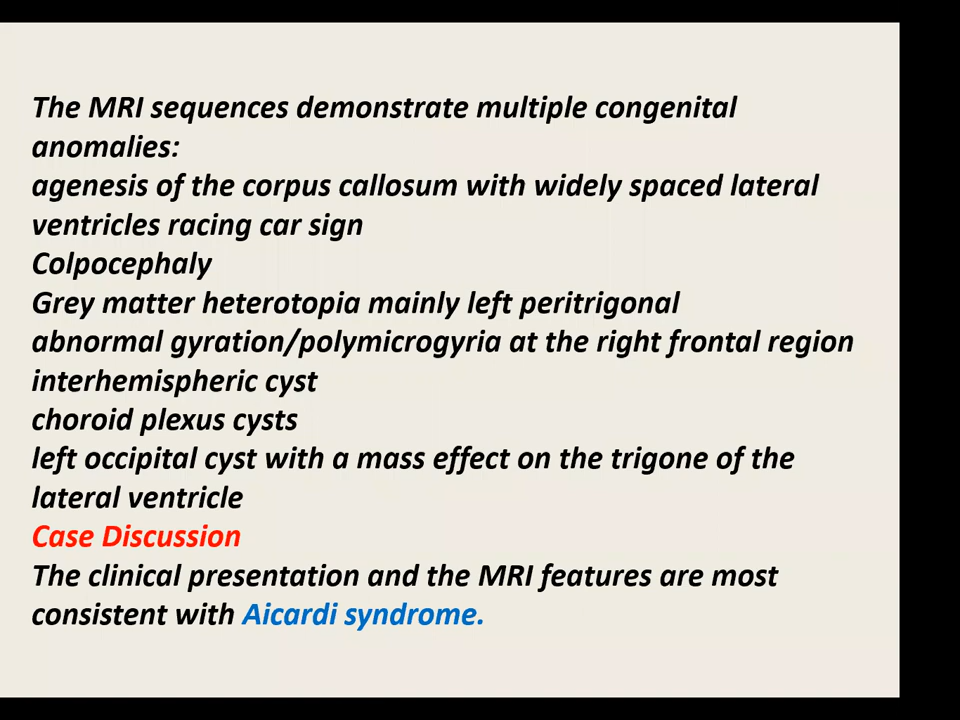 The MRI sequences demonstrate multiple congenital
anomalies:
agenesis of the corpus callosum with widely spaced lateral
ventricles racing car sign
Colpocephaly
Grey matter heterotopia mainly left peritrigonal
abnormal gyration/polymicrogyria at the right frontal region
interhemispheric cyst
choroid plexus cysts
left occipital cyst with a mass effect on the trigone of the
lateral ventricle
Case Discussion
The clinical presentation and the MRI features are most
consistent with Aicardi syndrome.